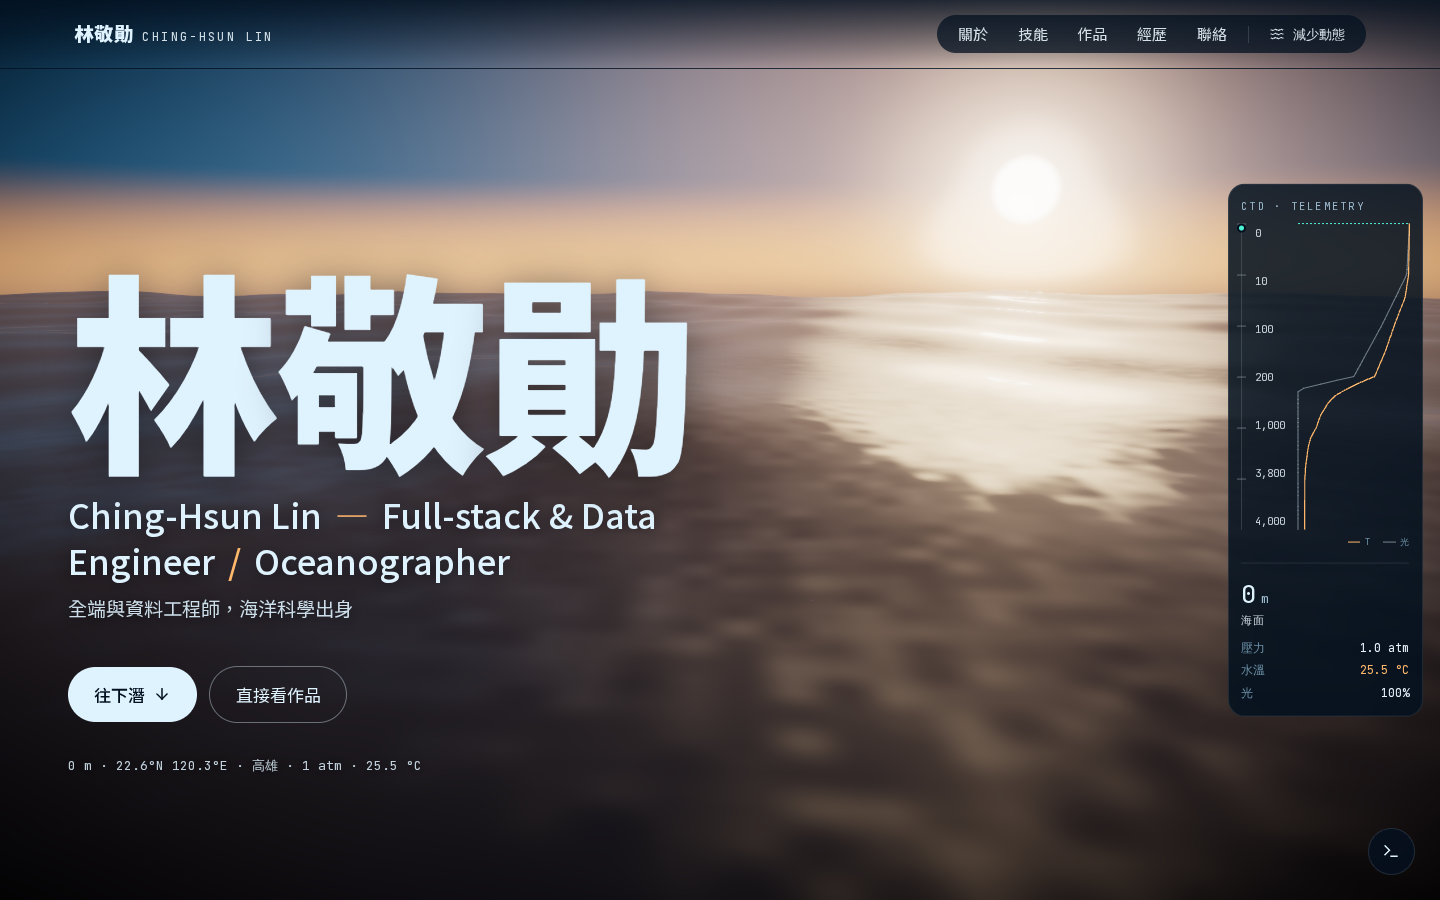 林敬勛 CHING-HSUN LIN
關於 技能 作品 經歷 聯絡 減少動態
林敬勛
Ching-Hsun Lin — Full-stack & Data
Engineer / Oceanographer
全端與資料工程師，海洋科學出身
往下潛 ↓
直接看作品
0 m · 22.6°N 120.3°E · 高雄 · 1 atm · 25.5 °C
CTD · TELEMETRY
0
10
100
200
1,000
3,800
4,000
T 光
0 m
海面
壓力 1.0 atm
水溫 25.5 °C
光 100%